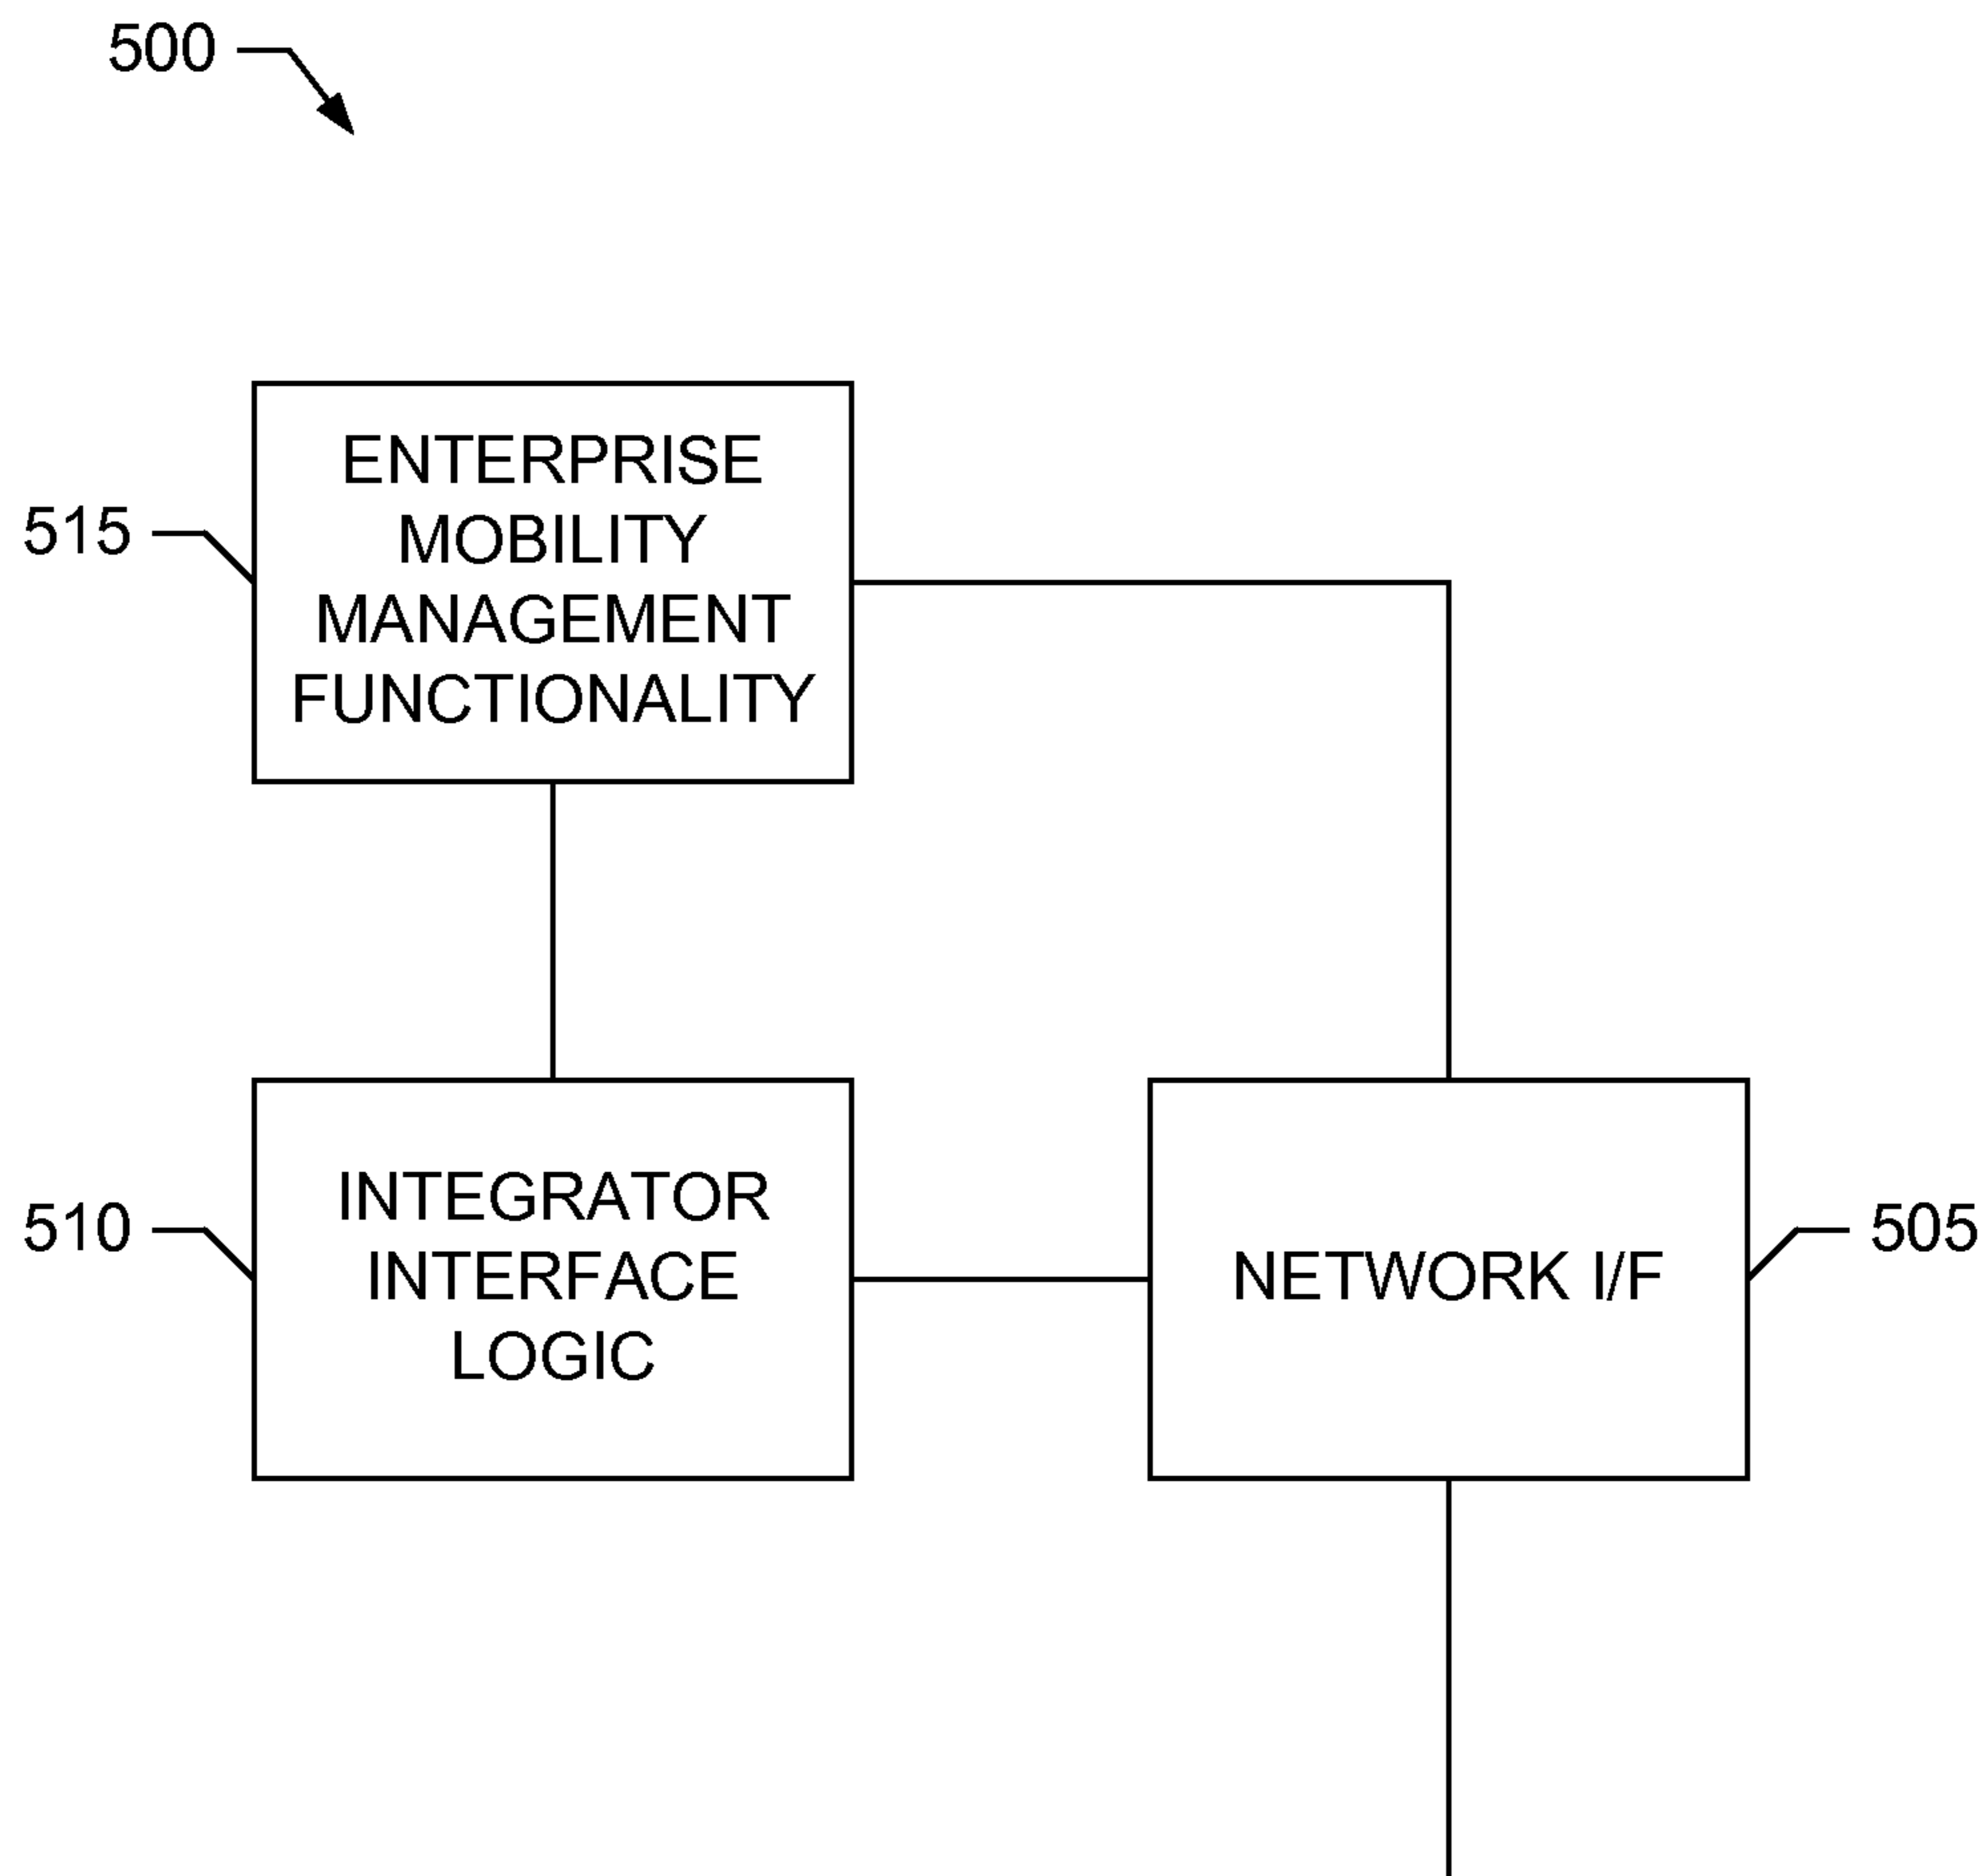 500
515
ENTERPRISE
MOBILITY
MANAGEMENT
FUNCTIONALITY
510
INTEGRATOR
INTERFACE
LOGIC
NETWORK I/F
505